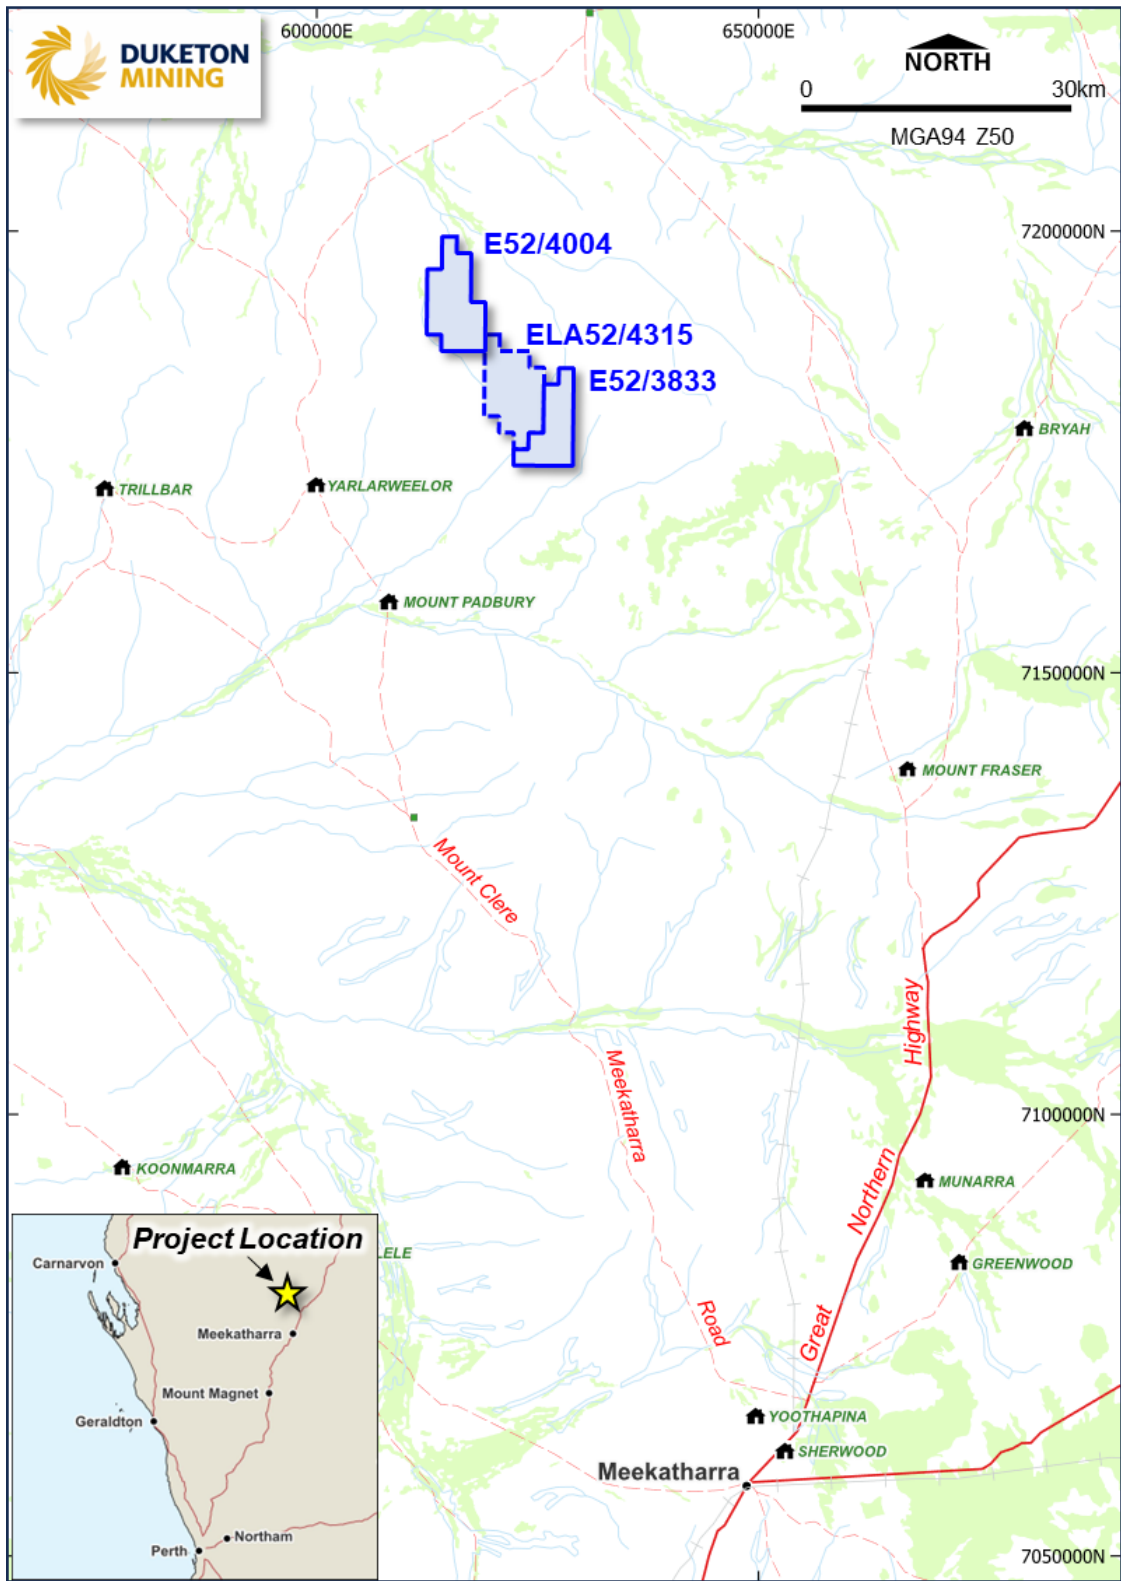 600000E
650000E
DUKETON
MINING
NORTH
0
30km
MGA94 Z50
7200000N
E52/4004
ELA52/4315
E52/3833
BRYAH
TRILLBAR
YARLARWEELOR
MOUNT PADBURY
7150000N
MOUNT FRASER
Mount Clere
Highway
Meekatharra
7100000N
KOONMARRA
Northern
MUNARRA
Project Location
LELE
GREENWOOD
Carnarvon
Road
Great
Meekatharra
Mount Magnet
Geraldton
YOOTHAPINA
SHERWOOD
Meekatharra
Northam
Perth
7050000N